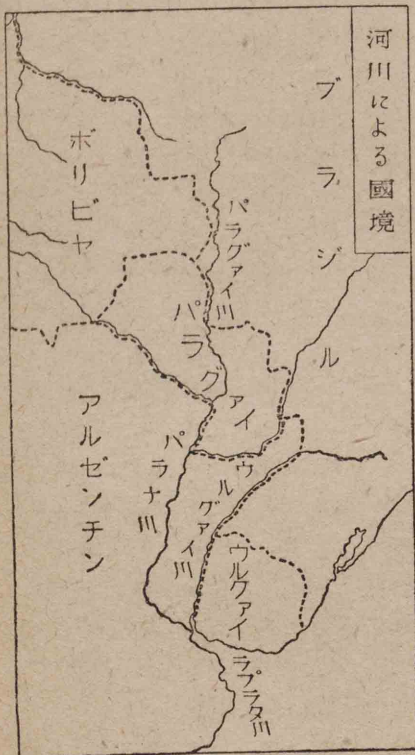 河川による國境
ブラジル
ボリビヤ
パラグァイ川
パラグァイ
アルゼンチン
パラナ川
ウルグァイ川
ウルグァイ
ラプラタ川